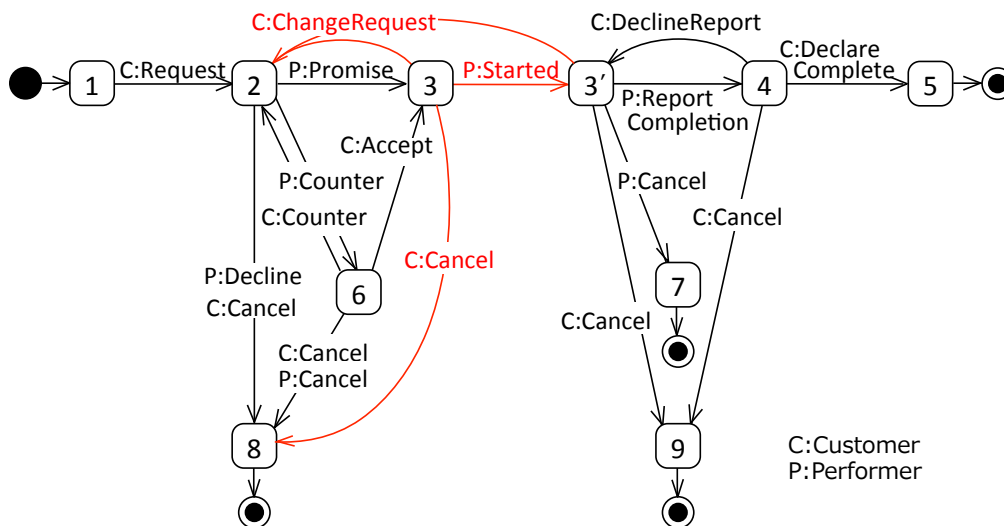 C:ChangeRequest
C:DeclineReport
C:Declare
Complete
C:Request
P:Promise
P:Started
1
2
3
3′
4
5
P:Report
Completion
C:Accept
P:Counter
P:Cancel
C:Counter
C:Cancel
C:Cancel
P:Decline
C:Cancel
6
7
C:Cancel
C:Cancel
P:Cancel
8
9
C:Customer
P:Performer